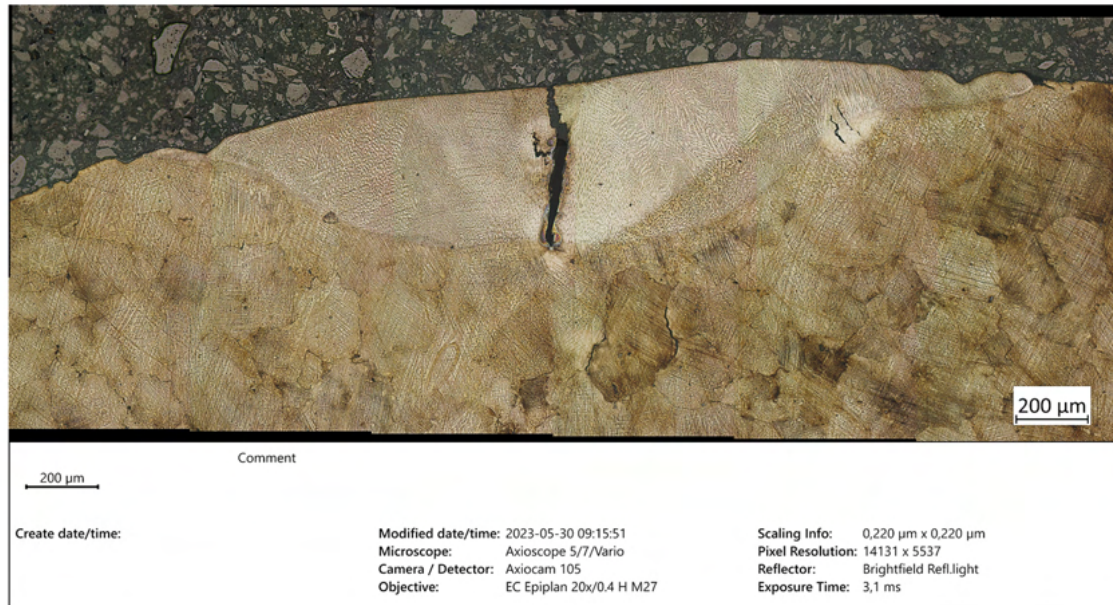 200 µm
Comment
200 µm
Create date/time:
Modified date/time: 2023-05-30 09:15:51
Microscope: Axioscope 5/7/Vario
Camera / Detector: Axiocam 105
Objective: EC Epiplan 20x/0.4 H M27
Scaling Info: 0,220 µm x 0,220 µm
Pixel Resolution: 14131 x 5537
Reflector: Brightfield Refl.light
Exposure Time: 3,1 ms